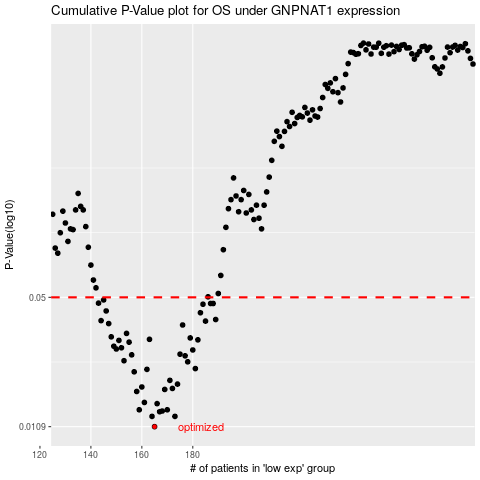 Cumulative P-Value plot for OS under GNPNAT1 expression
P-Value(log10)
0.05
0.0109
optimized
120 140 160 180
# of patients in 'low exp' group